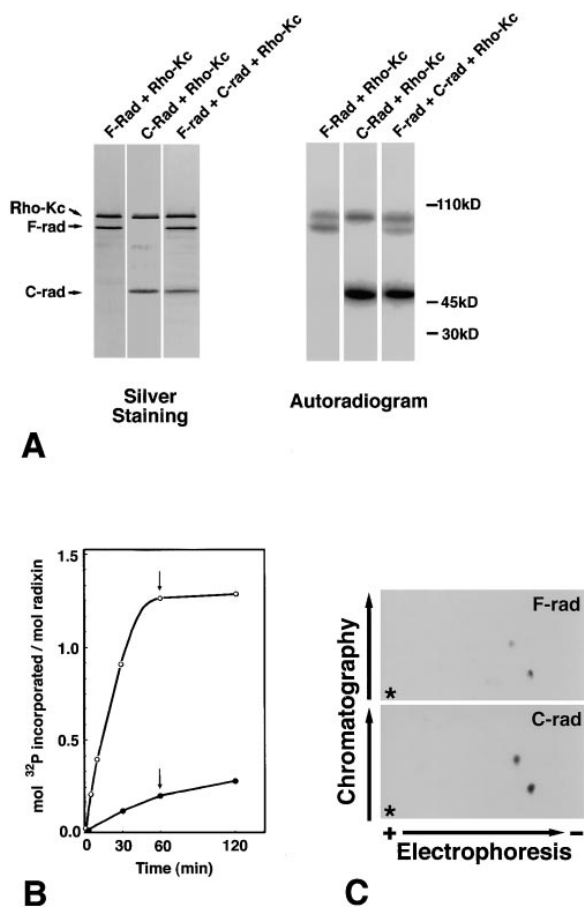 F-Rad + Rho-Kc
C-Rad + Rho-Kc
F-rad + C-rad + Rho-Kc
F-Rad + Rho-Kc
C-Rad + Rho-Kc
F-rad + C-rad + Rho-Kc
Rho-Kc
F-rad
C-rad
110kD
45kD
30kD
Silver
Staining
Autoradiogram
A
mol 32P incorporated / mol radixin
1.5
1.0
0.5
0.0
0
30
60
120
Time (min)
B
Chromatography
F-rad
*
C-rad
*
+
-
Electrophoresis
C